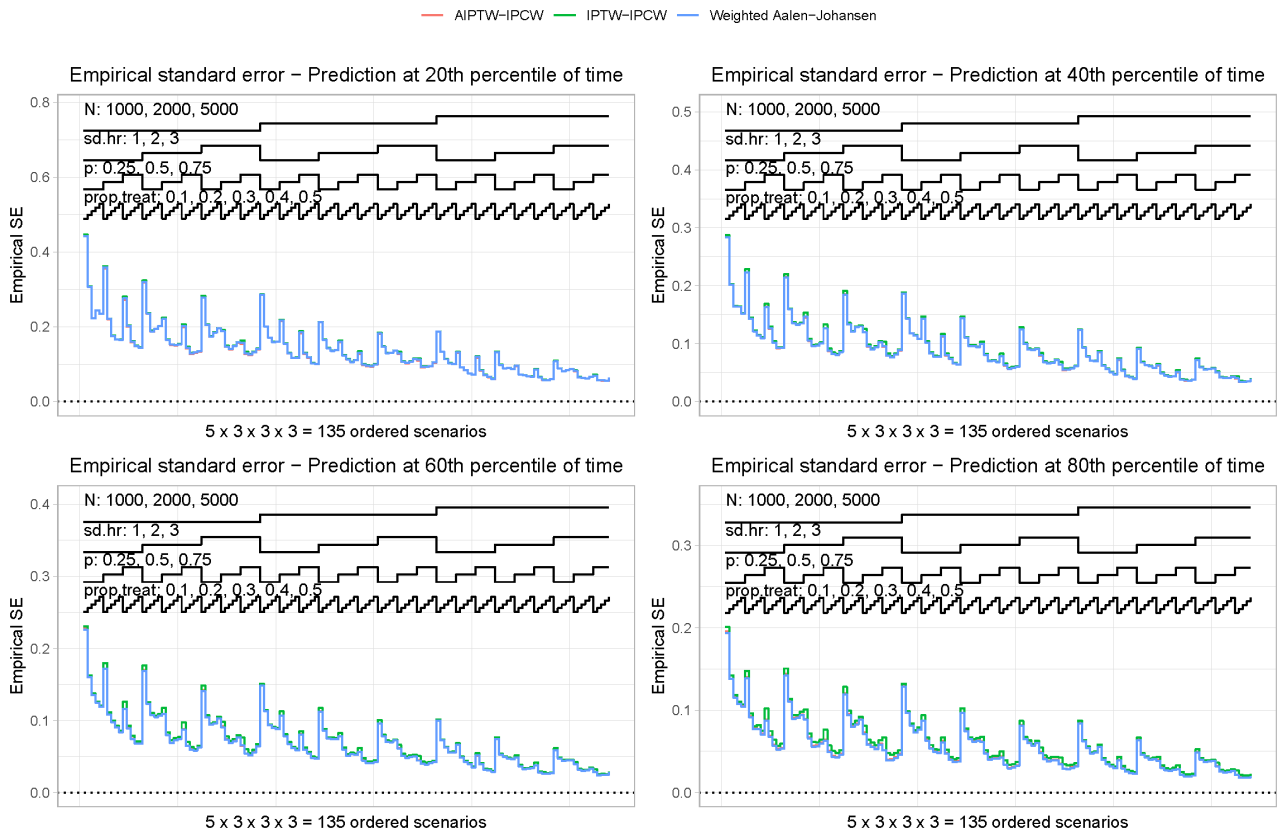 AIPTW−IPCW IPTW−IPCW Weighted Aalen−Johansen
Empirical standard error − Prediction at 20th percentile of time
0.8
0.6
0.4
0.2
0.0
Empirical SE
N: 1000, 2000, 5000
sd.hr: 1, 2, 3
p: 0.25, 0.5, 0.75
prop.treat: 0.1, 0.2, 0.3, 0.4, 0.5
5 x 3 x 3 x 3 = 135 ordered scenarios
Empirical standard error − Prediction at 40th percentile of time
0.5
0.4
0.3
0.2
0.1
0.0
Empirical SE
N: 1000, 2000, 5000
sd.hr: 1, 2, 3
p: 0.25, 0.5, 0.75
prop.treat: 0.1, 0.2, 0.3, 0.4, 0.5
5 x 3 x 3 x 3 = 135 ordered scenarios
Empirical standard error − Prediction at 60th percentile of time
0.4
0.3
0.2
0.1
0.0
Empirical SE
N: 1000, 2000, 5000
sd.hr: 1, 2, 3
p: 0.25, 0.5, 0.75
prop.treat: 0.1, 0.2, 0.3, 0.4, 0.5
5 x 3 x 3 x 3 = 135 ordered scenarios
Empirical standard error − Prediction at 80th percentile of time
0.3
0.2
0.1
0.0
Empirical SE
N: 1000, 2000, 5000
sd.hr: 1, 2, 3
p: 0.25, 0.5, 0.75
prop.treat: 0.1, 0.2, 0.3, 0.4, 0.5
5 x 3 x 3 x 3 = 135 ordered scenarios